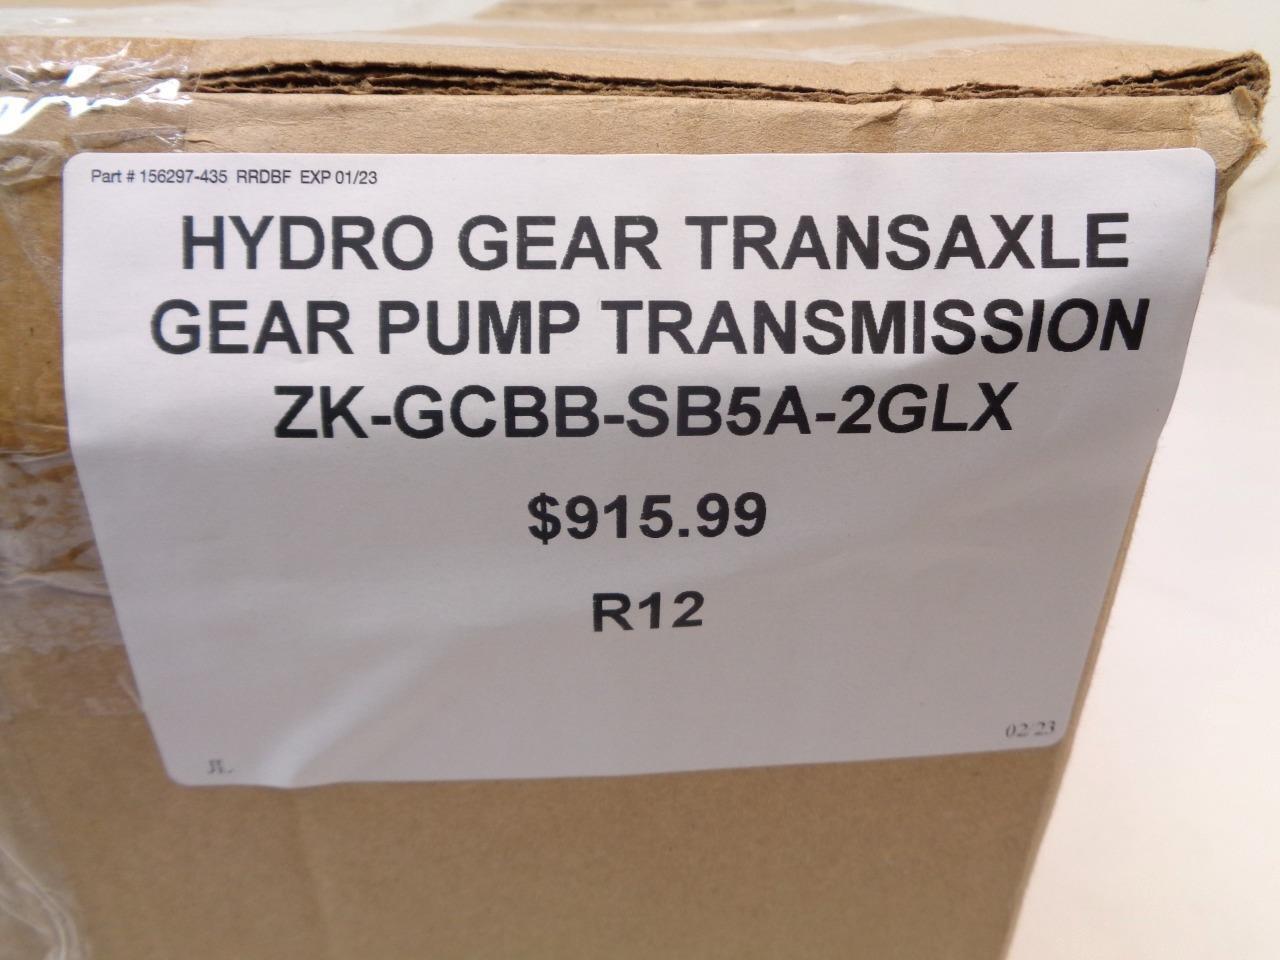 Part # 156297-435 RRDBF EXP 01/23
HYDRO GEAR TRANSAXLE
GEAR PUMP TRANSMISSION
ZK-GCBB-SB5A-2GLX
$915.99
R12
02/23
JL